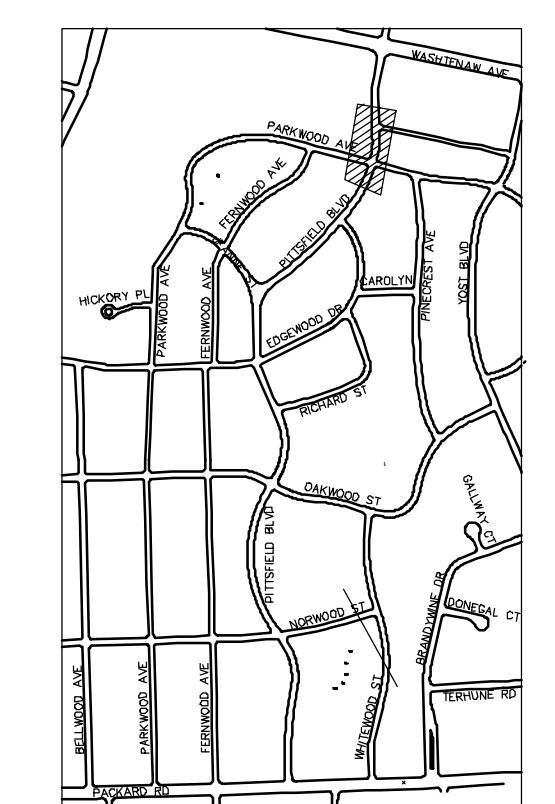 WASHTENAW AVE
PARKWOOD AVE
FERNWOOD AVE
PITTSFIELD BLVD
PINECREST AVE
YOST BLVD
CAROLYN
HICKORY PL
PARKWOOD AVE
FERNWOOD AVE
EDGEWOOD DR
RICHARD ST
OAKWOOD ST
GALLWAY CT
PITTSFIELD BLVD
NORWOOD ST
BRANDYWNE DR
DONEGAL CT
BELLWOOD AVE
PARKWOOD AVE
FERNWOOD AVE
WHITEWOOD ST
TERHUNE RD
PACKARD RD